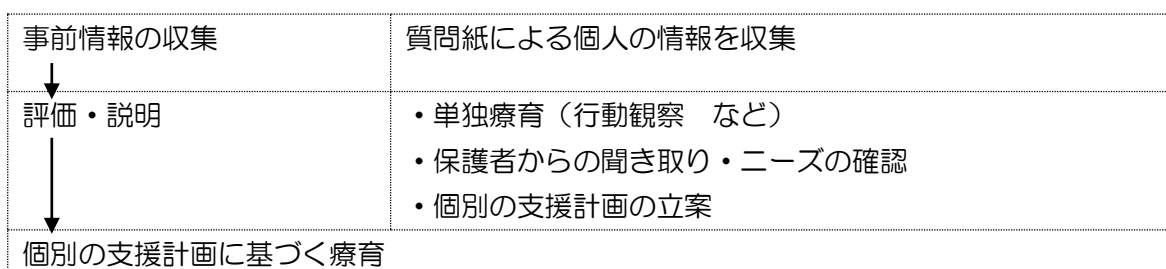 事前情報の収集 質問紙による個人の情報を収集
評価・説明 ・単独療育（行動観察　など）
・保護者からの聞き取り・ニーズの確認
・個別の支援計画の立案
個別の支援計画に基づく療育